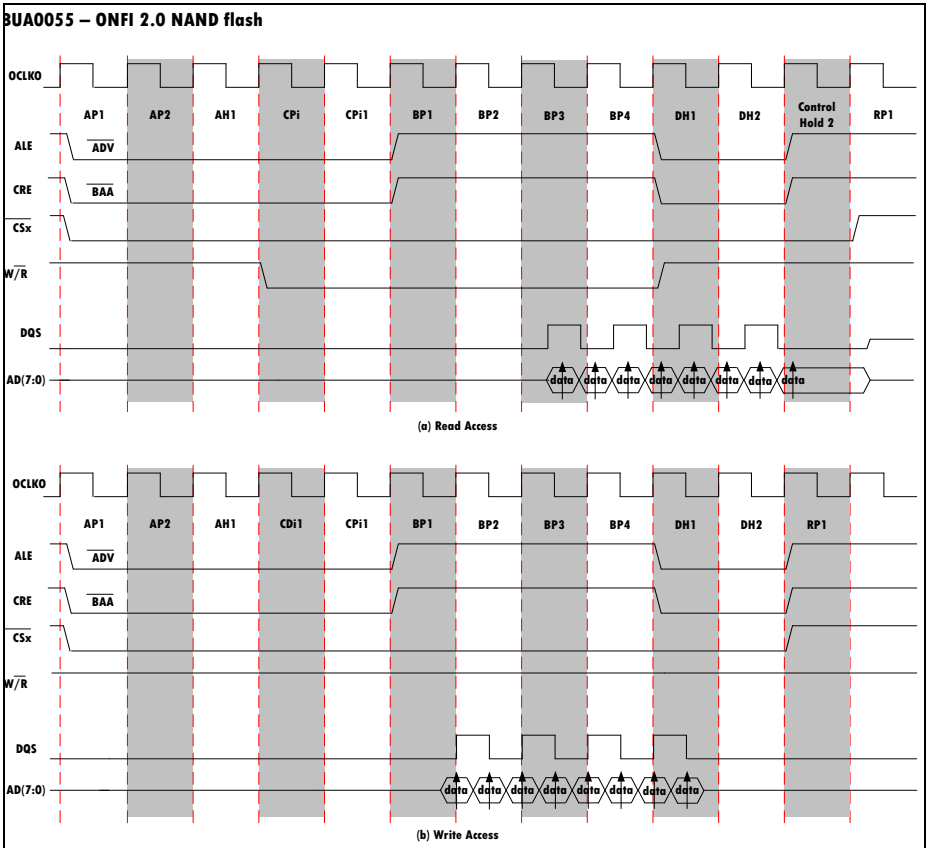 BUA0055 – ONFI 2.0 NAND flash
OCLKO
AP1 AP2 AH1 CPi CPi1 BP1 BP2 BP3 BP4 DH1 DH2 Control Hold 2 RP1
ALE ADV
CRE BAA
CSx
W/R
DQS
AD(7:0) data data data data data data data data
(a) Read Access
OCLKO
AP1 AP2 AH1 CDi1 CPi1 BP1 BP2 BP3 BP4 DH1 DH2 RP1
ALE ADV
CRE BAA
CSx
W/R
DQS
AD(7:0) data data data data data data data data
(b) Write Access